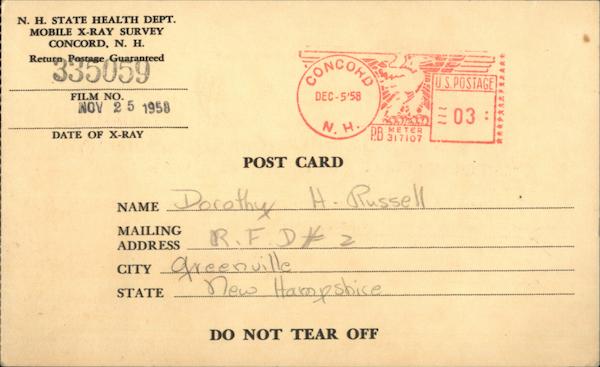 N. H. STATE HEALTH DEPT.
MOBILE X-RAY SURVEY
CONCORD, N. H.
Return Postage Guaranteed
335059
FILM NO.
NOV 25 1958
DATE OF X-RAY
CONCORD
DEC-5'58
N. H.
U.S. POSTAGE
03
PB METER
317107
POST CARD
NAME Dorothy H. Russell
MAILING
ADDRESS R.F.D # 2
CITY Greenville
STATE New Hampshire
DO NOT TEAR OFF